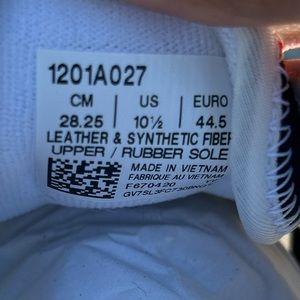 1201A027
CM US EURO
28.25 10½ 44.5
LEATHER & SYNTHETIC FIBER
UPPER / RUBBER SOLE
MADE IN VIETNAM
FABRIQUE AU VIETNAM
F670420